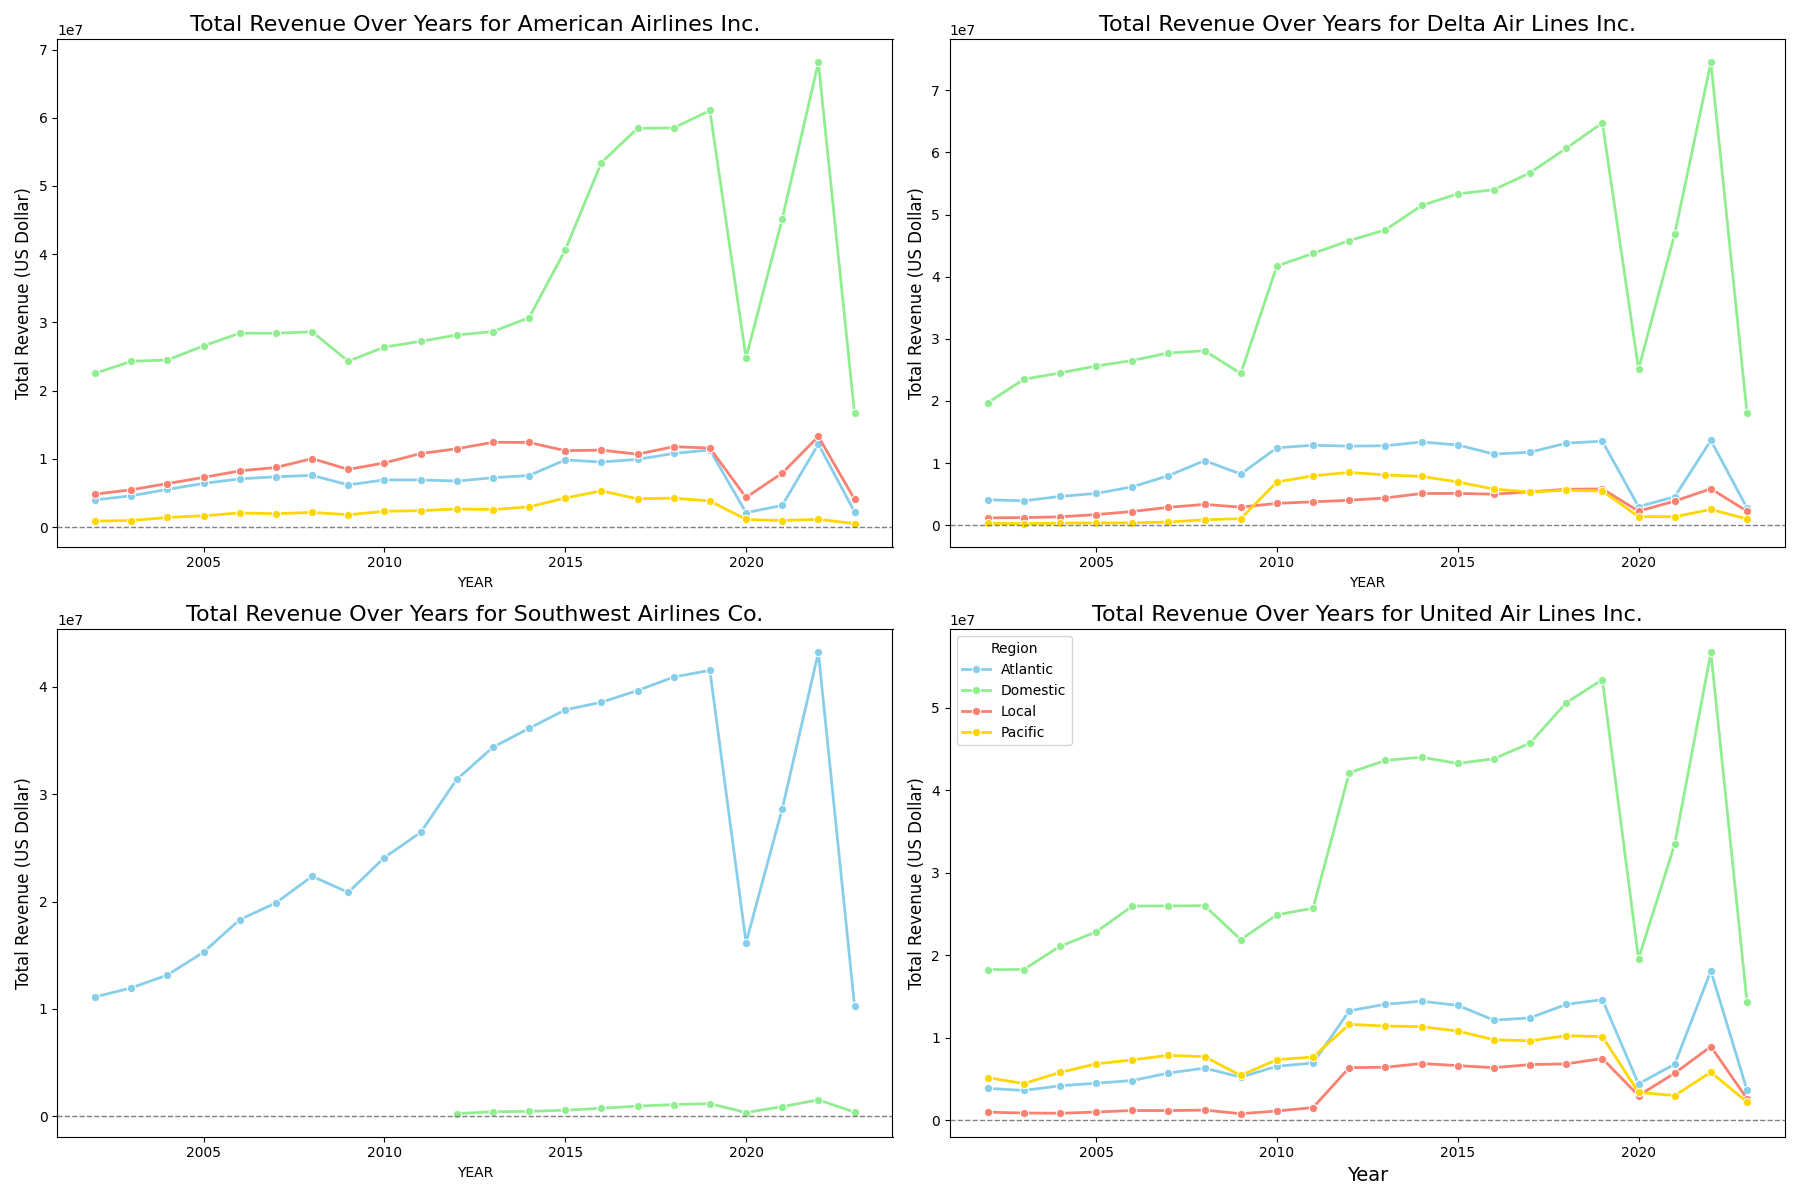 Total Revenue Over Years for American Airlines Inc.
1e7
Total Revenue (US Dollar)
7
6
5
4
3
2
1
0
2005 2010 2015 2020
YEAR
Total Revenue Over Years for Delta Air Lines Inc.
1e7
Total Revenue (US Dollar)
7
6
5
4
3
2
1
0
2005 2010 2015 2020
YEAR
Total Revenue Over Years for Southwest Airlines Co.
1e7
Total Revenue (US Dollar)
4
3
2
1
0
2005 2010 2015 2020
YEAR
Total Revenue Over Years for United Air Lines Inc.
1e7
Region
Atlantic
Domestic
Local
Pacific
Total Revenue (US Dollar)
5
4
3
2
1
0
2005 2010 2015 2020
Year